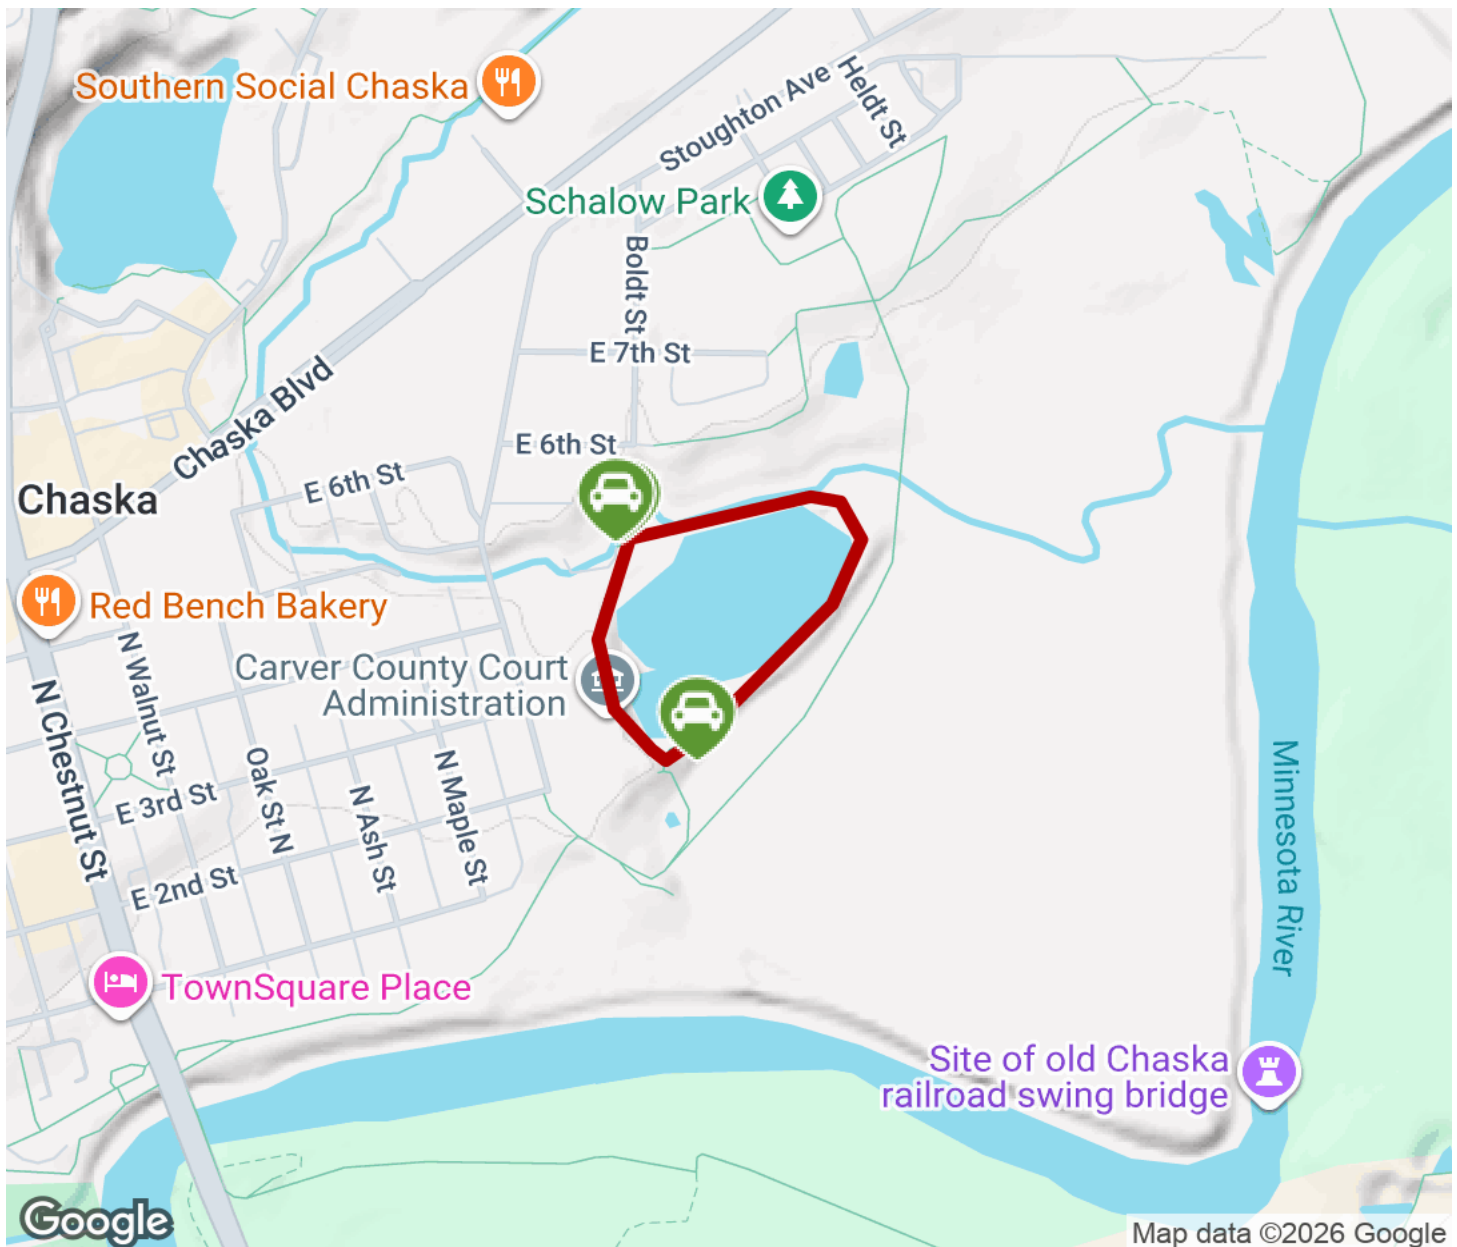 Southern Social Chaska
Stoughton Ave
Heldt St
Schalow Park
Boldt St
E 7th St
Chaska Blvd
E 6th St
E 6th St
Chaska
Red Bench Bakery
N Walnut St
Carver County Court
Administration
N Chestnut St
Oak St N
N Ash St
N Maple St
E 3rd St
E 2nd St
Minnesota River
TownSquare Place
Site of old Chaska
railroad swing bridge
Google
Map data ©2026 Google